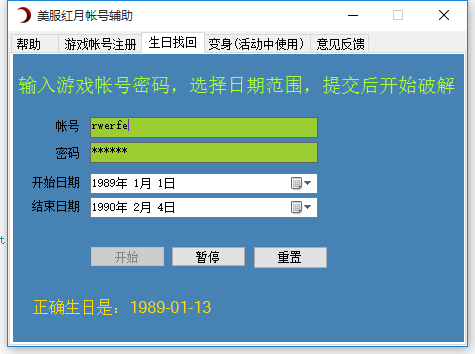 美服红月帐号辅助
帮助 游戏帐号注册 生日找回 变身(活动中使用) 意见反馈
输入游戏帐号密码，选择日期范围，提交后开始破解
帐号 rwerfe
密码 ******
开始日期 1989年 1月 1日
结束日期 1990年 2月 4日
开始 暂停 重置
正确生日是：1989-01-13
t